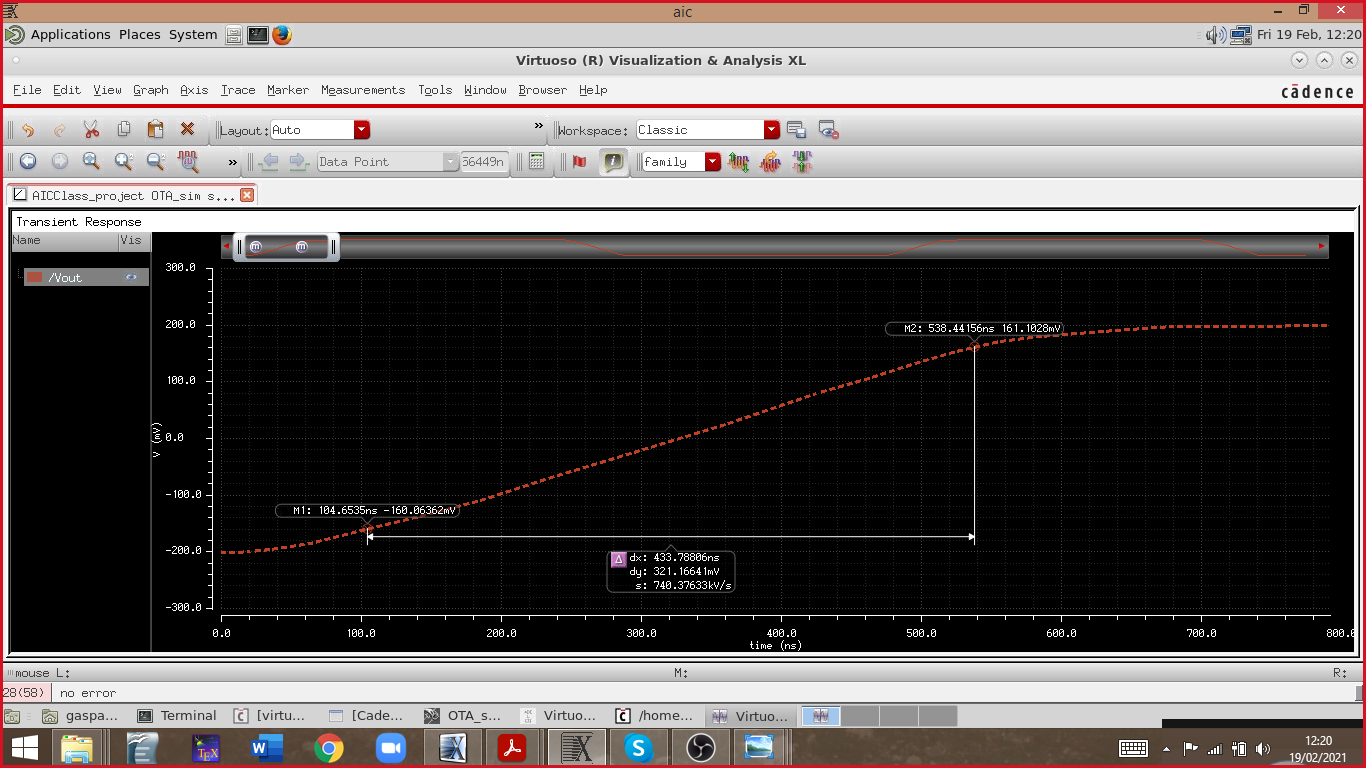 aic
Applications Places System Fri 19 Feb, 12:20
Virtuoso (R) Visualization & Analysis XL
File Edit View Graph Axis Trace Marker Measurements Tools Window Browser Help cādence
Layout: Auto » Workspace: Classic
» Data Point 56449n family
AICClass_project OTA_sim s...
Transient Response
Name Vis
/Vout
300.0
200.0
100.0
0.0
-100.0
-200.0
-300.0
V (mV)
M2: 538.44156ns 161.1028mV
M1: 104.6535ns -160.06362mV
Δ dx: 433.78806ns
dy: 321.16641mV
s: 740.37633kV/s
0.0 100.0 200.0 300.0 400.0 500.0 600.0 700.0 800.0
time (ns)
mouse L: M: R:
28(58) no error
gaspa... Terminal [virtu... [Cade... OTA_s... Virtuo... /home... Virtuo...
12:20
19/02/2021